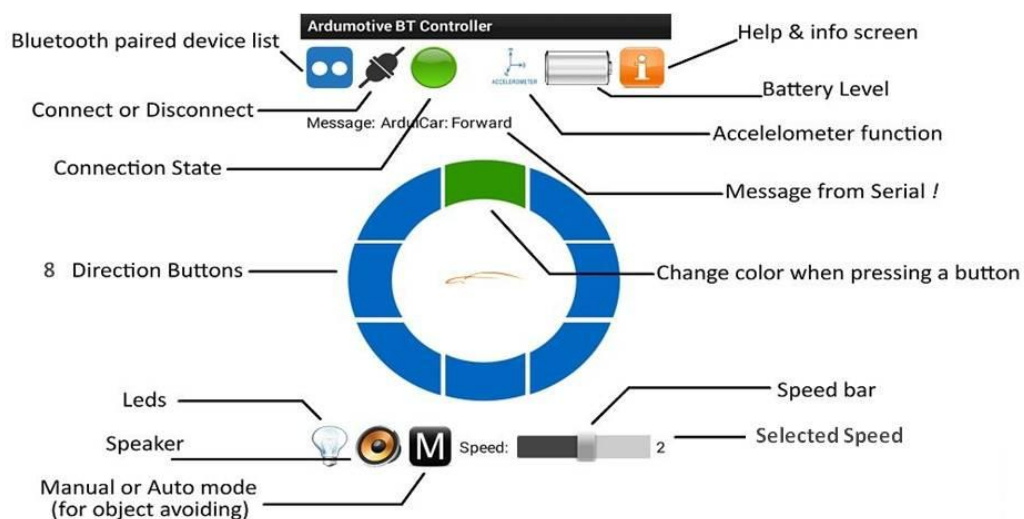 Ardumotive BT Controller
Bluetooth paired device list
Help & info screen
ACCELEROMETER
Connect or Disconnect
Battery Level
Message: ArduiCar: Forward
Accelelometer function
Connection State
Message from Serial !
8 Direction Buttons
Change color when pressing a button
Leds
Speed bar
Speaker
M
Speed:
2
Selected Speed
Manual or Auto mode
(for object avoiding)